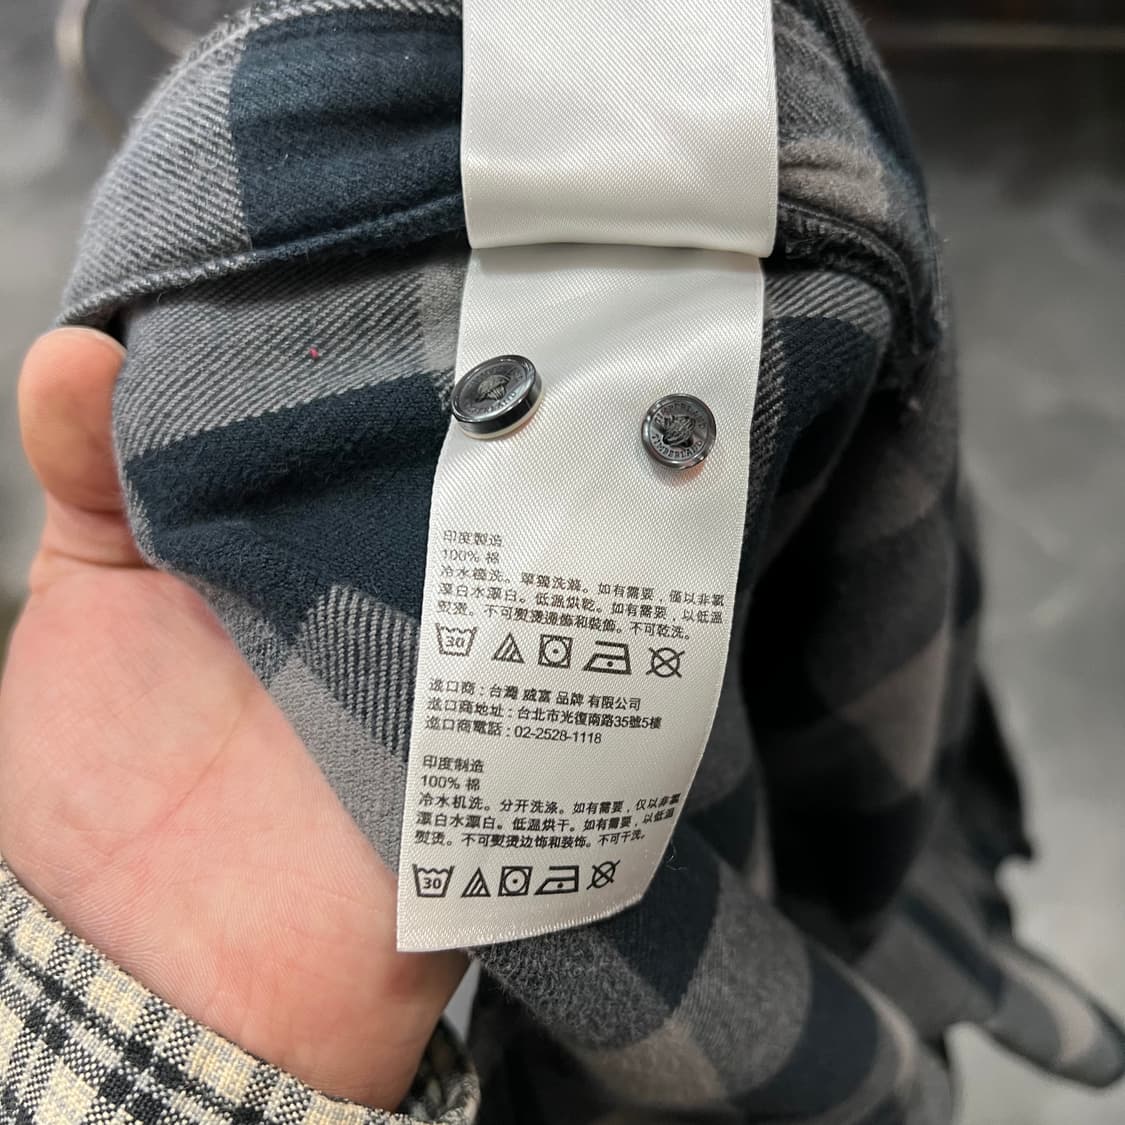 TIMBERLAND
印度製造
100% 棉
冷水機洗。單獨洗滌。如有需要，僅以非氯
漂白水漂白。低溫烘乾。如有需要，以低溫
熨燙。不可熨燙邊飾和裝飾。不可乾洗。
30
進口商：台灣 威富 品牌 有限公司
進口商地址：台北市光復南路35號5樓
進口商電話：02-2528-1118
印度制造
100% 棉
冷水机洗。分开洗涤。如有需要，仅以非氯
漂白水漂白。低温烘干。如有需要，以低温
熨烫。不可熨烫边饰和装饰。不可干洗。
30